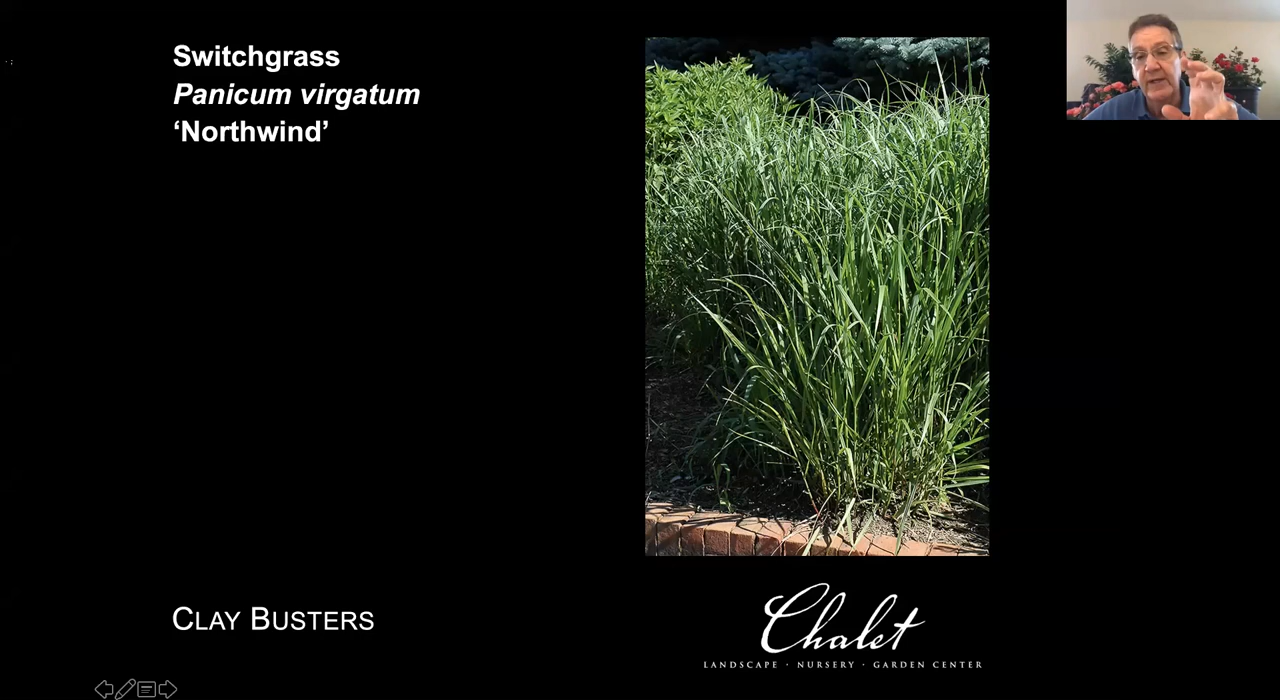 Switchgrass
Panicum virgatum
‘Northwind’
CLAY BUSTERS
Chalet
LANDSCAPE · NURSERY · GARDEN CENTER